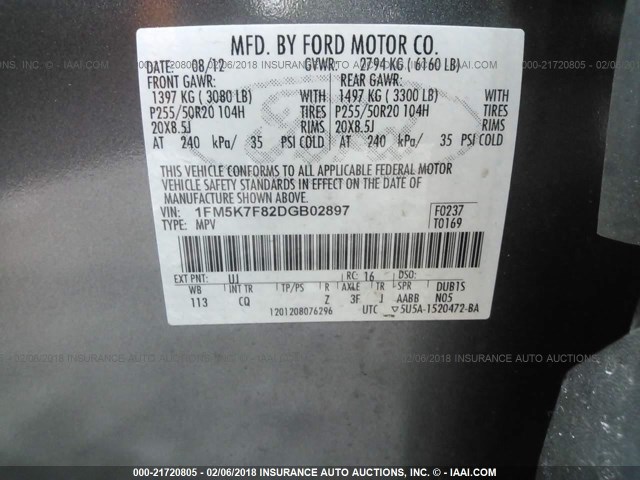 MFD. BY FORD MOTOR CO.
DATE: 08/12 GVWR: 2794 KG ( 6160 LB)
FRONT GAWR: REAR GAWR:
1397 KG ( 3080 LB) WITH 1497 KG ( 3300 LB) WITH
P255/50R20 104H TIRES P255/50R20 104H TIRES
20X8.5J RIMS 20X8.5J RIMS
AT 240 kPa/ 35 PSI COLD AT 240 kPa/ 35 PSI COLD
THIS VEHICLE CONFORMS TO ALL APPLICABLE FEDERAL MOTOR
VEHICLE SAFETY STANDARDS IN EFFECT ON THE DATE OF
MANUFACTURE SHOWN ABOVE.
VIN: 1FM5K7F82DGB02897 F0237
TYPE: MPV T0169
EXT PNT: UJ RC: 16 DSO:
WB INT TR TP/PS R AXLE TR SPR DUB1S
113 CQ Z 3F J AABB N05
1201208076296 UTC ▽5U5A-1520472-BA
000-21720805 - 02/06/2018 INSURANCE AUTO AUCTIONS, INC. - © - IAAI.COM